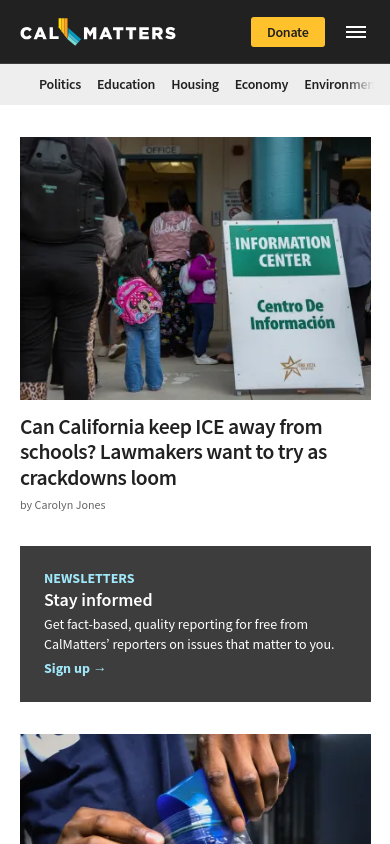 CAL MATTERS
Donate
Politics Education Housing Economy
OFFICE
INFORMATION
CENTER
Centro De
Información
Can California keep ICE away from
schools? Lawmakers want to try as
crackdowns loom
by Carolyn Jones
NEWSLETTERS
Stay informed
Get fact-based, quality reporting for free from
CalMatters’ reporters on issues that matter to you.
Sign up →